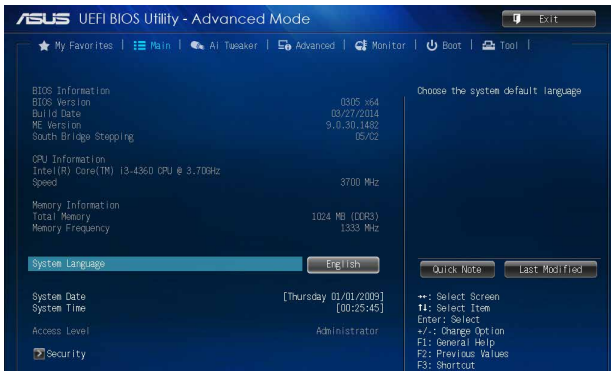 ASUS UEFI BIOS Utility - Advanced Mode
Exit
My Favorites | Main | Ai Tweaker | Advanced | Monitor | Boot | Tool |
BIOS Information
BIOS Version 0305 x64
Build Date 03/27/2014
ME Version 9.0.30.1482
South Bridge Stepping 05/C2
CPU Information
Intel(R) Core(TM) i3-4360 CPU @ 3.70GHz
Speed 3700 MHz
Memory Information
Total Memory 1024 MB (DDR3)
Memory Frequency 1333 MHz
System Language English
System Date [Thursday 01/01/2009]
System Time [00:25:45]
Access Level Administrator
Security
Choose the system default language
Quick Note Last Modified
→←: Select Screen
↑↓: Select Item
Enter: Select
+/-: Change Option
F1: General Help
F2: Previous Values
F3: Shortcut